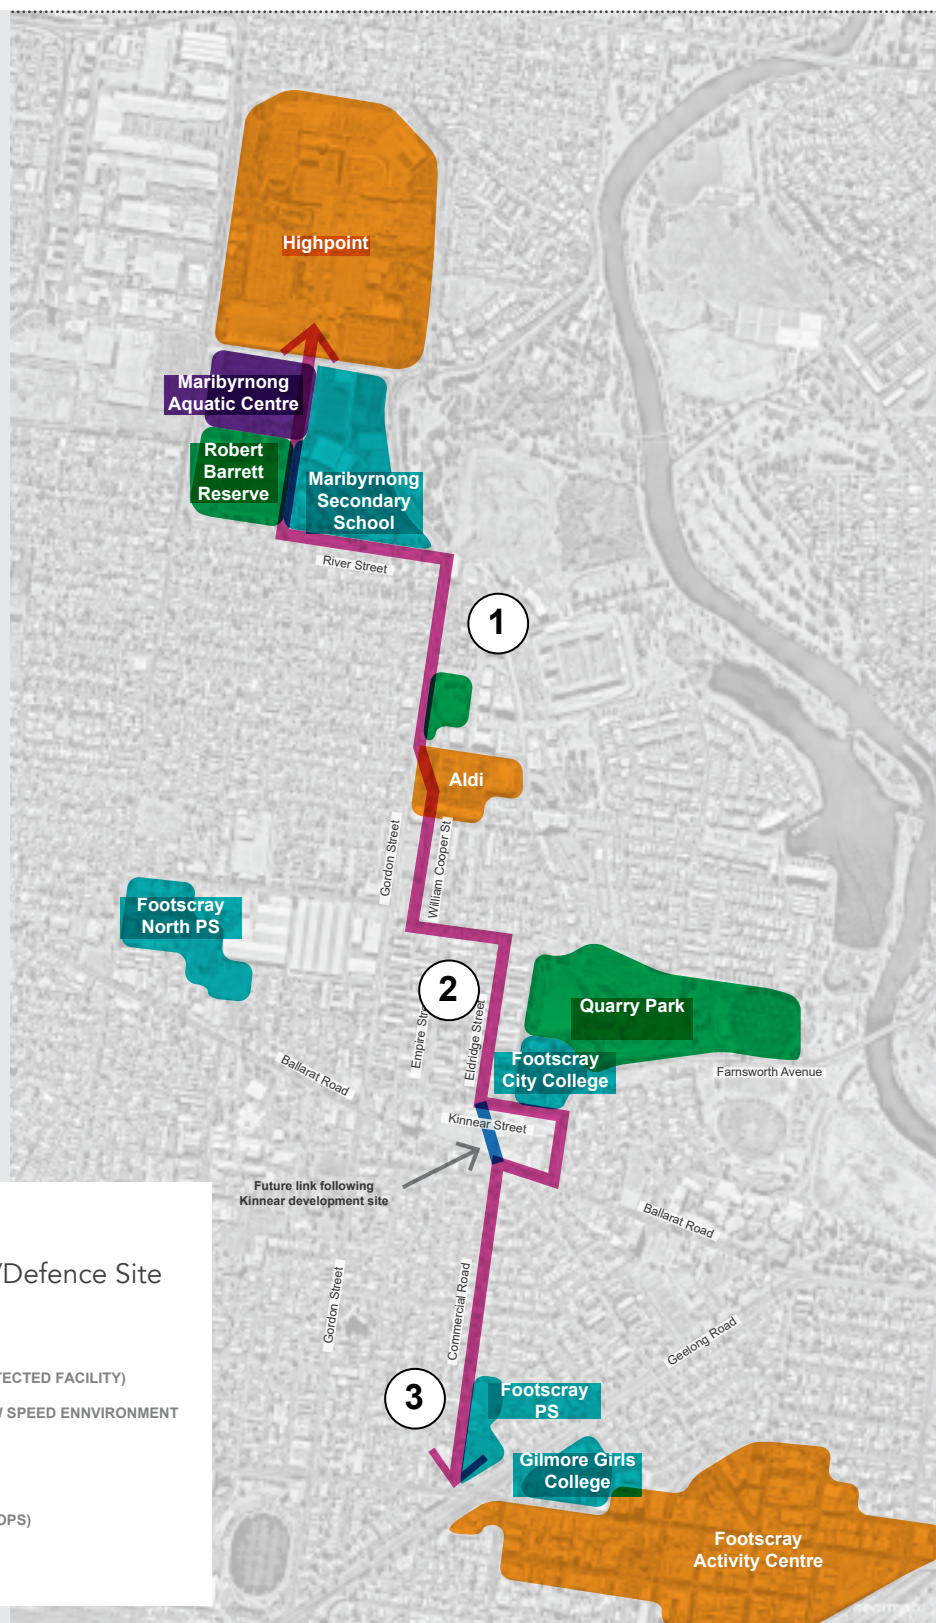 Highpoint
Maribyrnong
Aquatic Centre
Robert
Barrett
Reserve
Maribyrnong
Secondary
School
River Street
1
Aldi
Gordon Street
William Cooper St
Footscray
North PS
2
Quarry Park
Empire
Eldridge Street
Footscray
City College
Farnsworth Avenue
Ballarat Road
Kinnear Street
Future link following
Kinnear development site
Ballarat Road
/Defence Site
Gordon Street
Commercial Road
Geelong Road
TECTED FACILITY)
SPEED ENNVIRONMENT
3
Footscray
PS
Gilmore Girls
College
OPS)
Footscray
Activity Centre